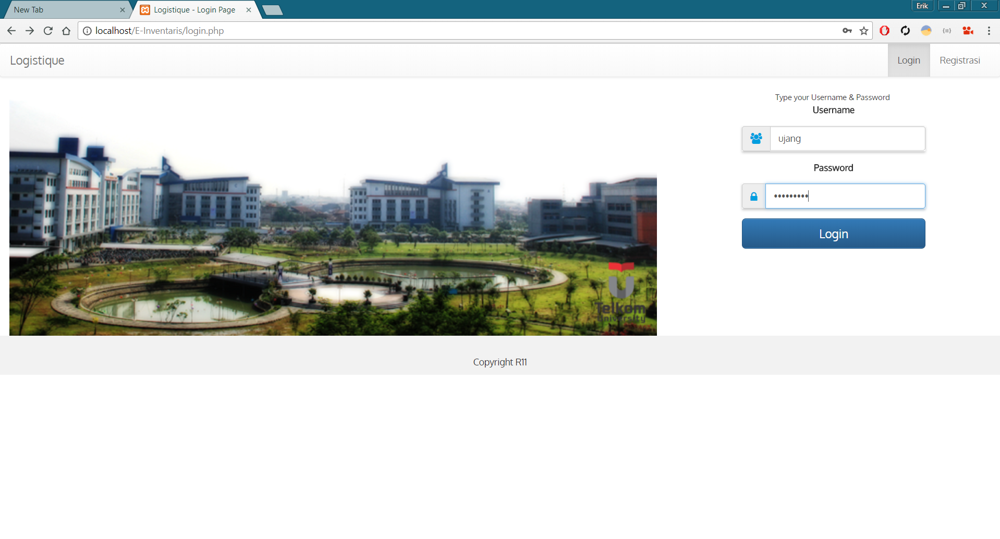 New Tab
Logistique - Login Page
Erik
localhost/E-Inventaris/login.php
Logistique
Login
Registrasi
Type your Username & Password
Username
ujang
Password
•••••••••
Login
Telkom
University
Copyright R11